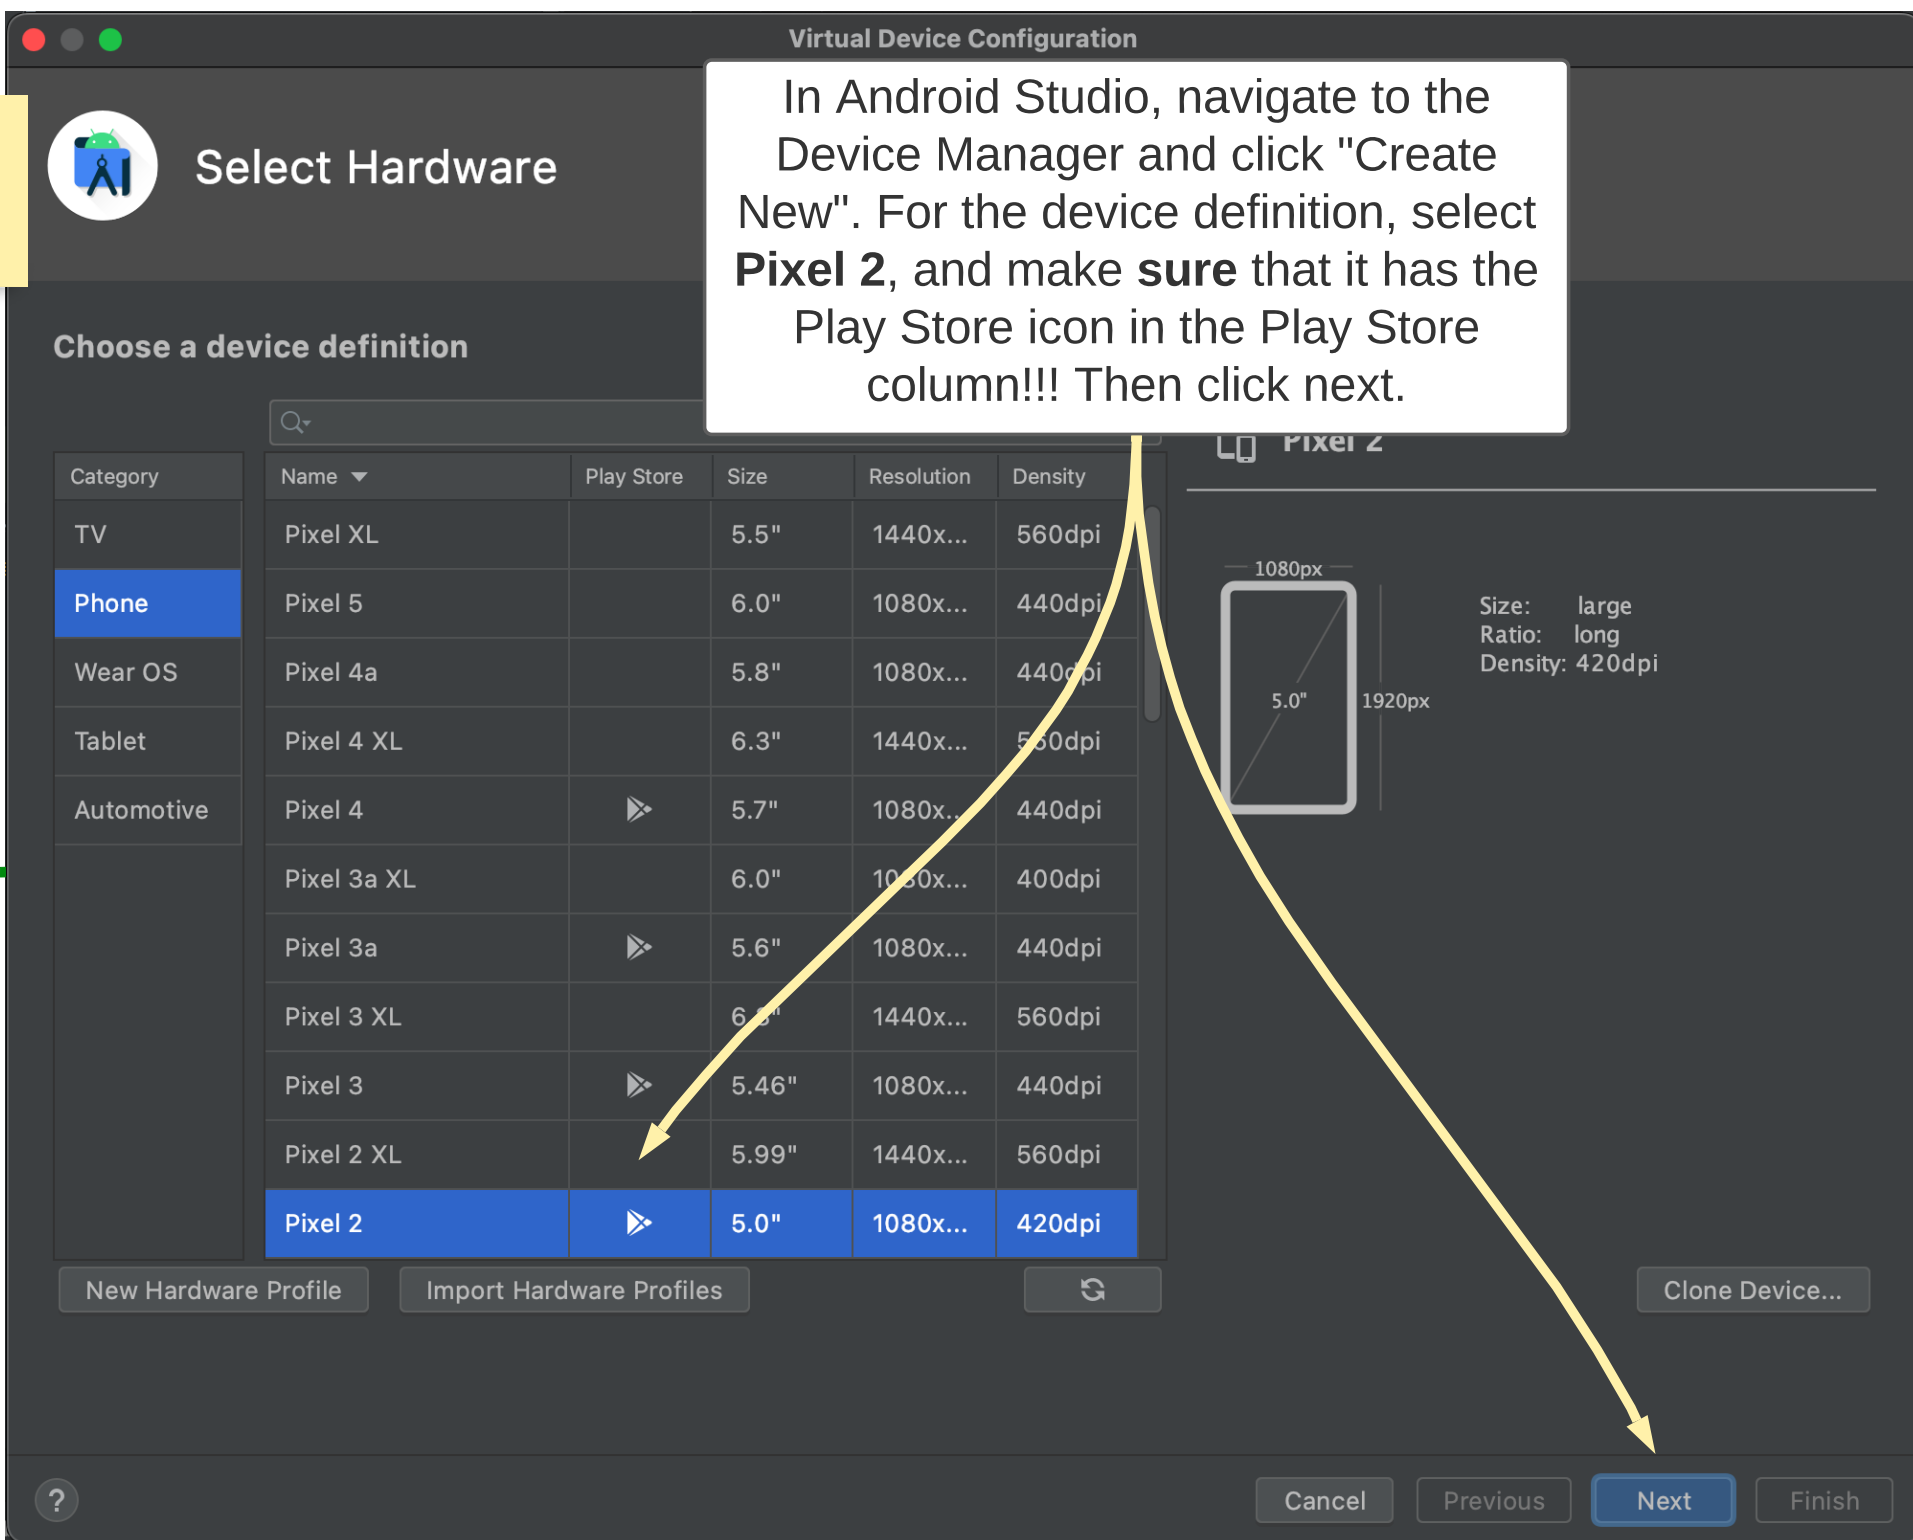 Virtual Device Configuration
In Android Studio, navigate to the
Device Manager and click "Create
New". For the device definition, select
Pixel 2, and make sure that it has the
Play Store icon in the Play Store
column!!! Then click next.
Select Hardware
Choose a device definition
Pixel 2
Category
TV
Phone
Wear OS
Tablet
Automotive
Name Play Store Size Resolution Density
Pixel XL 5.5" 1440x... 560dpi
Pixel 5 6.0" 1080x... 440dpi
Pixel 4a 5.8" 1080x... 440dpi
Pixel 4 XL 6.3" 1440x... 560dpi
Pixel 4 5.7" 1080x... 440dpi
Pixel 3a XL 6.0" 1080x... 400dpi
Pixel 3a 5.6" 1080x... 440dpi
Pixel 3 XL 6.3" 1440x... 560dpi
Pixel 3 5.46" 1080x... 440dpi
Pixel 2 XL 5.99" 1440x... 560dpi
Pixel 2 5.0" 1080x... 420dpi
1080px
5.0"
1920px
Size: large
Ratio: long
Density: 420dpi
New Hardware Profile
Import Hardware Profiles
Clone Device...
?
Cancel
Previous
Next
Finish